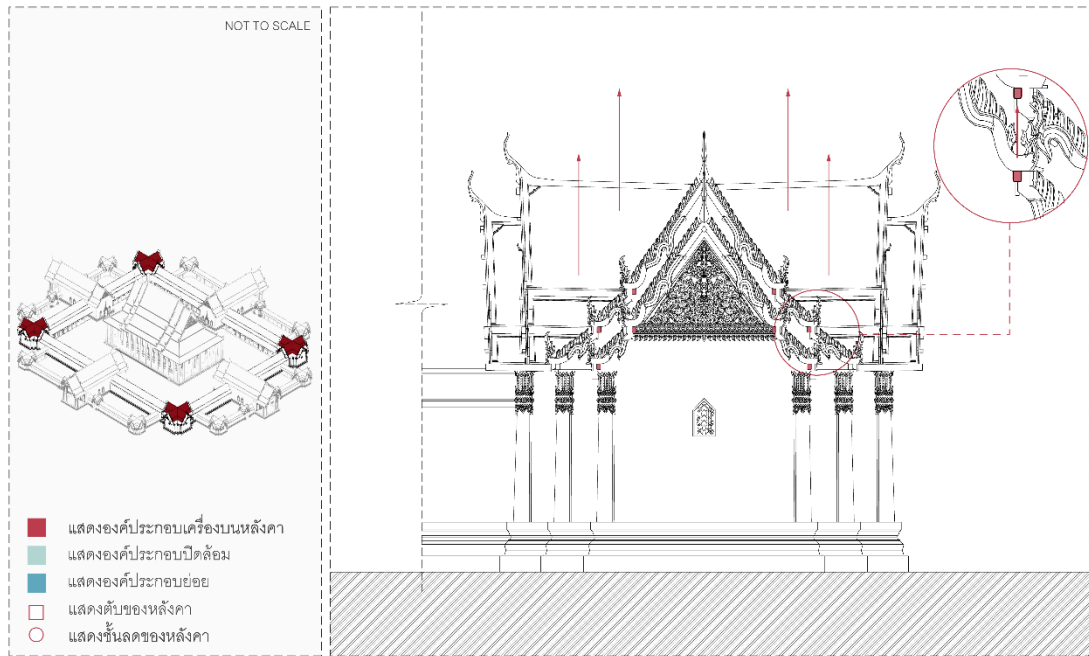 NOT TO SCALE
แสดงองค์ประกอบเครื่องบนหลังคา
แสดงองค์ประกอบปิดล้อม
แสดงองค์ประกอบย่อย
แสดงตับของหลังคา
แสดงชั้นลดของหลังคา